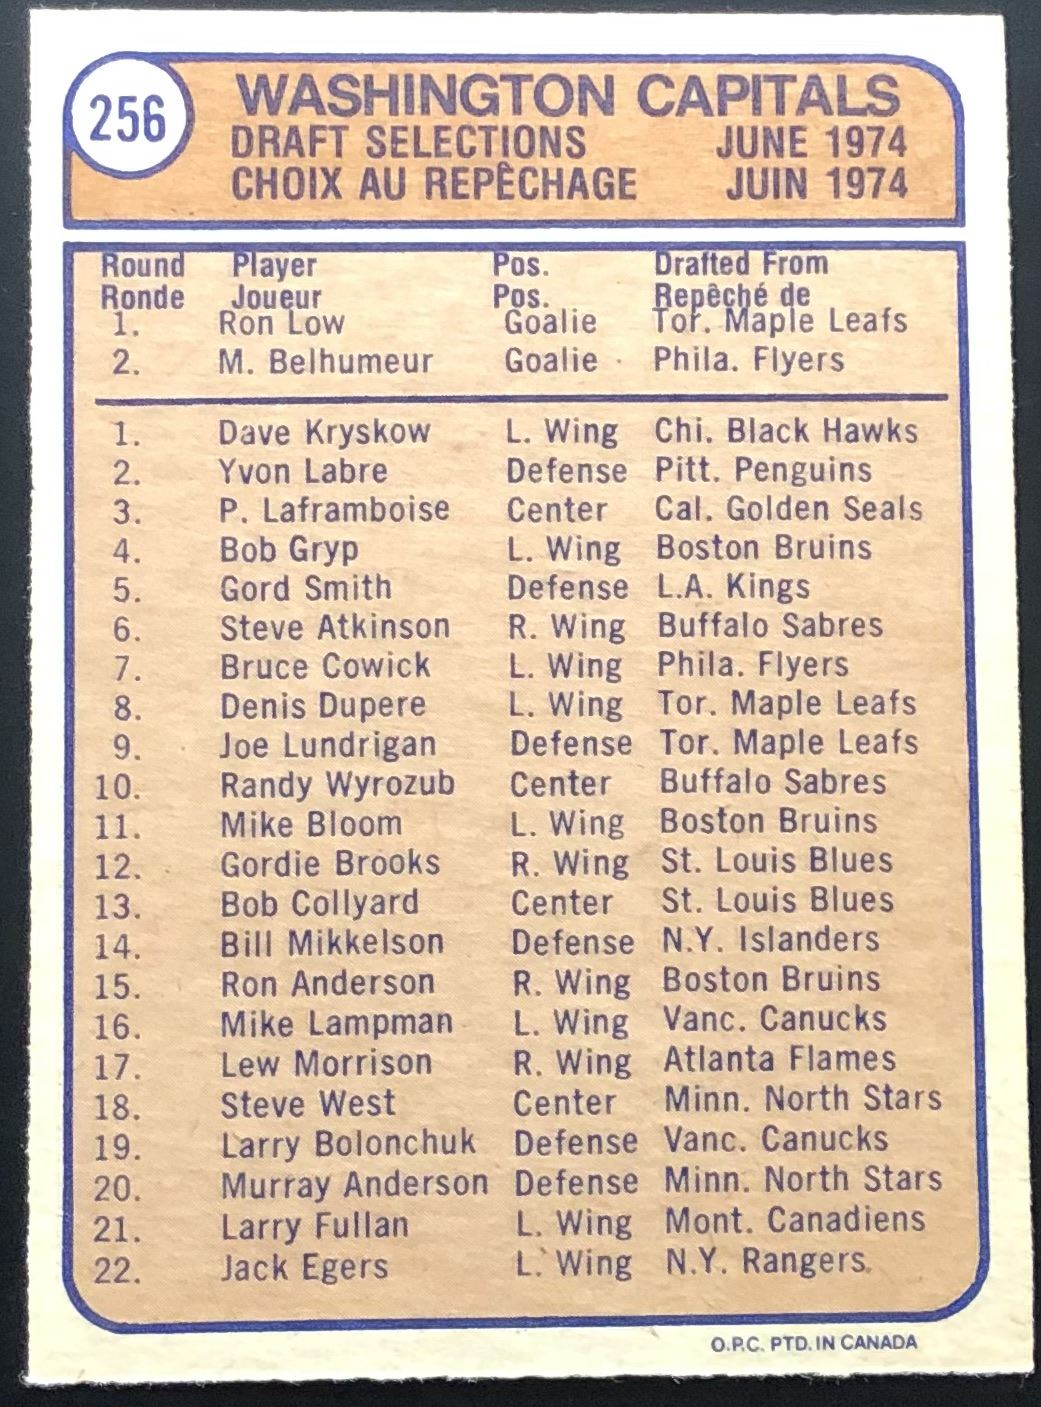 256
WASHINGTON CAPITALS
DRAFT SELECTIONS JUNE 1974
CHOIX AU REPÊCHAGE JUIN 1974
Round Player Pos. Drafted From
Ronde Joueur Pos. Repêché de
1. Ron Low Goalie Tor. Maple Leafs
2. M. Belhumeur Goalie Phila. Flyers
1. Dave Kryskow L. Wing Chi. Black Hawks
2. Yvon Labre Defense Pitt. Penguins
3. P. Laframboise Center Cal. Golden Seals
4. Bob Gryp L. Wing Boston Bruins
5. Gord Smith Defense L.A. Kings
6. Steve Atkinson R. Wing Buffalo Sabres
7. Bruce Cowick L. Wing Phila. Flyers
8. Denis Dupere L. Wing Tor. Maple Leafs
9. Joe Lundrigan Defense Tor. Maple Leafs
10. Randy Wyrozub Center Buffalo Sabres
11. Mike Bloom L. Wing Boston Bruins
12. Gordie Brooks R. Wing St. Louis Blues
13. Bob Collyard Center St. Louis Blues
14. Bill Mikkelson Defense N.Y. Islanders
15. Ron Anderson R. Wing Boston Bruins
16. Mike Lampman L. Wing Vanc. Canucks
17. Lew Morrison R. Wing Atlanta Flames
18. Steve West Center Minn. North Stars
19. Larry Bolonchuk Defense Vanc. Canucks
20. Murray Anderson Defense Minn. North Stars
21. Larry Fullan L. Wing Mont. Canadiens
22. Jack Egers L. Wing N.Y. Rangers.
O.P.C. PTD. IN CANADA